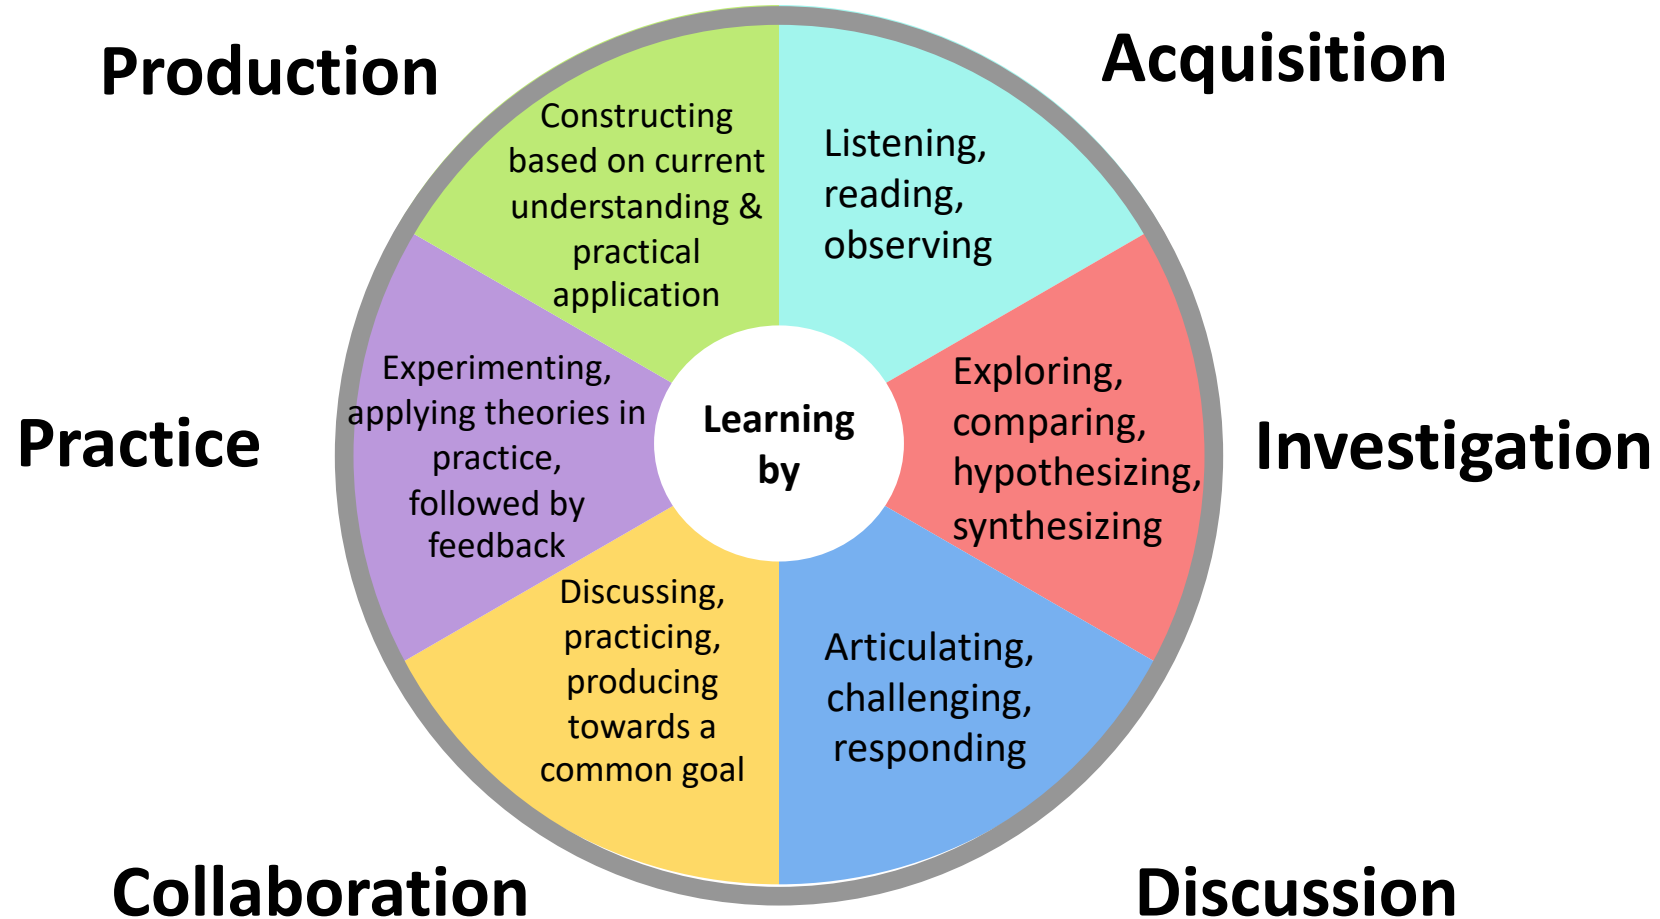 Production
Acquisition
Constructing
based on current
understanding &
practical
application
Listening,
reading,
observing
Practice
Experimenting,
applying theories in
practice,
followed by
feedback
Learning
by
Exploring,
comparing,
hypothesizing,
synthesizing
Investigation
Discussing,
practicing,
producing
towards a
common goal
Articulating,
challenging,
responding
Collaboration
Discussion